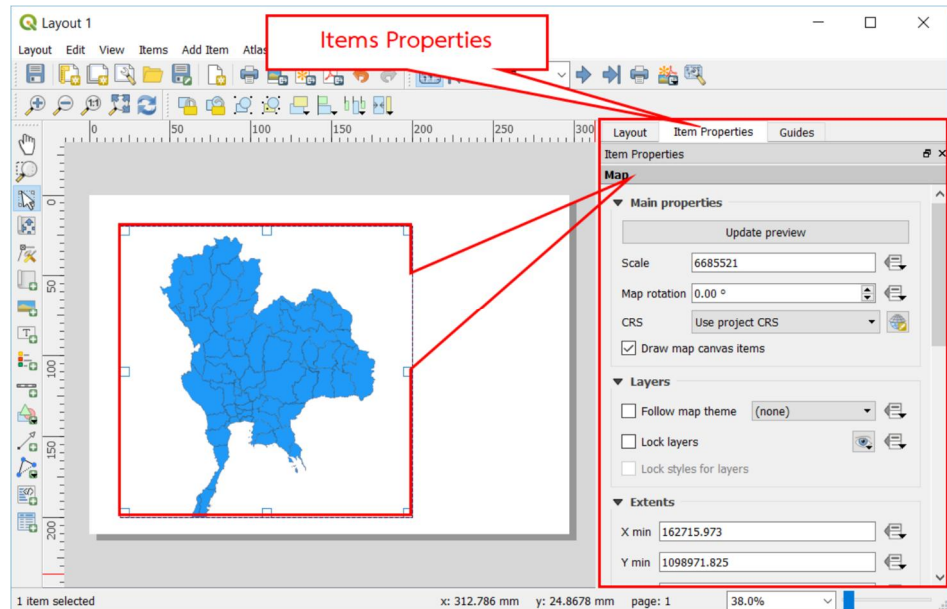 Layout 1
Items Properties
Layout Edit View Items Add Item Atlas
0 50 100 150 200 250 300
Layout Item Properties Guides
Item Properties
Map
Main properties
Update preview
Scale 6685521
Map rotation 0.00 °
CRS Use project CRS
Draw map canvas items
Layers
Follow map theme (none)
Lock layers
Lock styles for layers
Extents
X min 162715.973
Y min 1098971.825
0
50
100
150
200
1 item selected x: 312.786 mm y: 24.8678 mm page: 1 38.0%